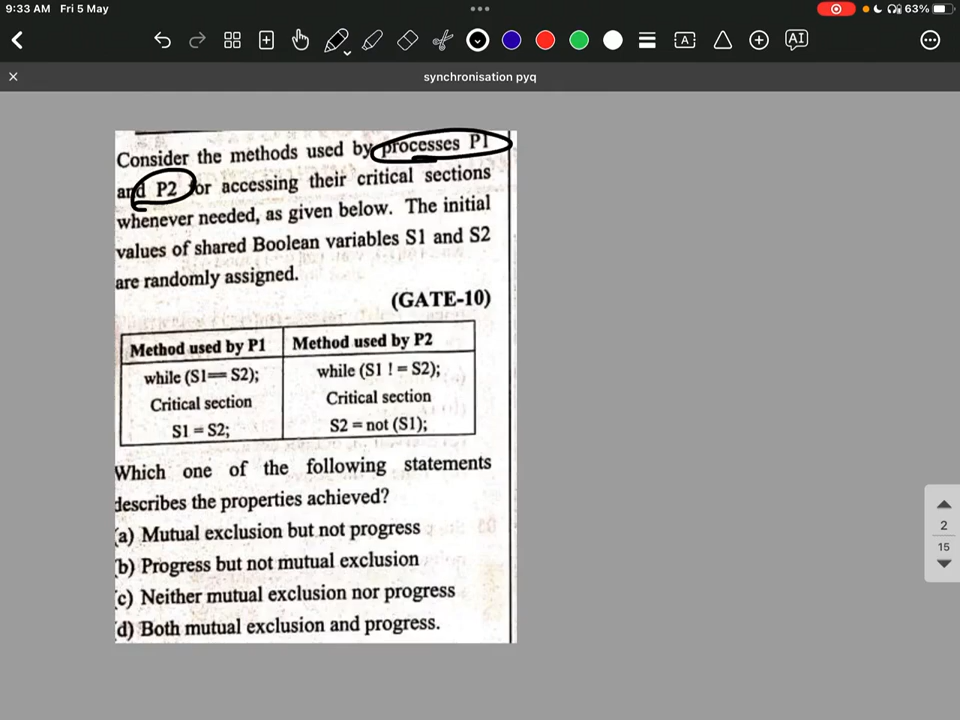 9:33 AM Fri 5 May
63%
A
AI
synchronisation pyq
Consider the methods used by processes P1
and P2 for accessing their critical sections
whenever needed, as given below. The initial
values of shared Boolean variables S1 and S2
are randomly assigned.
(GATE-10)
Method used by P1 Method used by P2
while (S1== S2); while (S1 ! = S2);
Critical section Critical section
S1 = S2; S2 = not (S1);
Which one of the following statements
describes the properties achieved?
(a) Mutual exclusion but not progress
(b) Progress but not mutual exclusion
(c) Neither mutual exclusion nor progress
(d) Both mutual exclusion and progress.
2
15